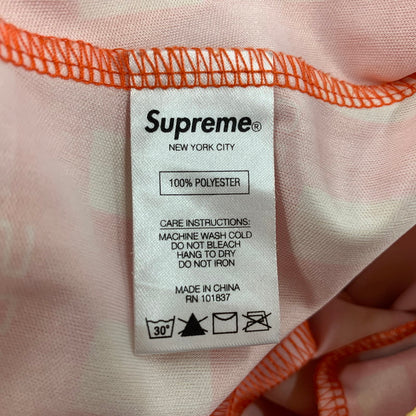 Supreme®
NEW YORK CITY
100% POLYESTER
CARE INSTRUCTIONS:
MACHINE WASH COLD
DO NOT BLEACH
HANG TO DRY
DO NOT IRON
MADE IN CHINA
RN 101837
30°